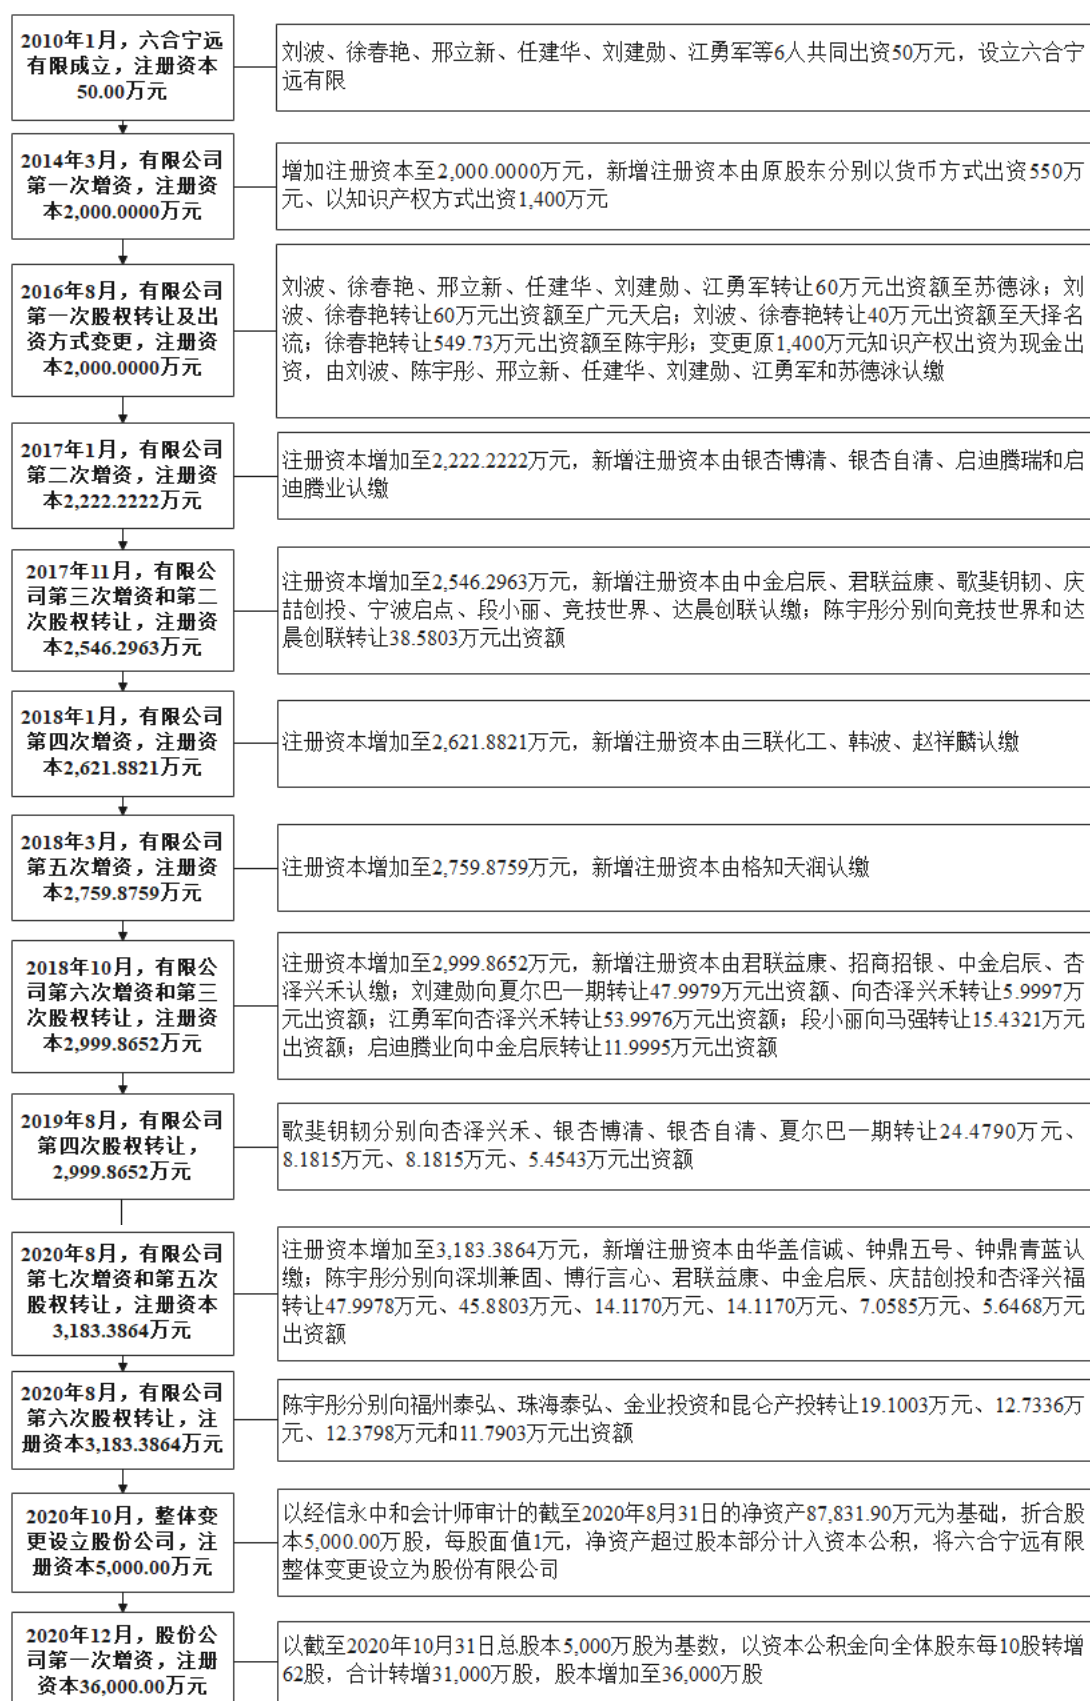 2010年1月，六合宁远
有限成立，注册资本
50.00万元
刘波、徐春艳、邢立新、任建华、刘建勋、江勇军等6人共同出资50万元，设立六合宁
远有限
2014年3月，有限公司
第一次增资，注册资
本2,000.0000万元
增加注册资本至2,000.0000万元，新增注册资本由原股东分别以货币方式出资550万
元、以知识产权方式出资1,400万元
2016年8月，有限公司
第一次股权转让及出
资方式变更，注册资
本2,000.0000万元
刘波、徐春艳、邢立新、任建华、刘建勋、江勇军转让60万元出资额至苏德泳；刘
波、徐春艳转让60万元出资额至广元天启；刘波、徐春艳转让40万元出资额至天择名
流；徐春艳转让549.73万元出资额至陈宇彤；变更原1,400万元知识产权出资为现金出
资，由刘波、陈宇彤、邢立新、任建华、刘建勋、江勇军和苏德泳认缴
2017年1月，有限公司
第二次增资，注册资
本2,222.2222万元
注册资本增加至2,222.2222万元，新增注册资本由银杏博清、银杏自清、启迪腾瑞和启
迪腾业认缴
2017年11月，有限公
司第三次增资和第二
次股权转让，注册资
本2,546.2963万元
注册资本增加至2,546.2963万元，新增注册资本由中金启辰、君联益康、歌斐钥韧、庆
喆创投、宁波启点、段小丽、竞技世界、达晨创联认缴；陈宇彤分别向竞技世界和达
晨创联转让38.5803万元出资额
2018年1月，有限公司
第四次增资，注册资
本2,621.8821万元
注册资本增加至2,621.8821万元，新增注册资本由三联化工、韩波、赵祥麟认缴
2018年3月，有限公司
第五次增资，注册资
本2,759.8759万元
注册资本增加至2,759.8759万元，新增注册资本由格知天润认缴
2018年10月，有限公
司第六次增资和第三
次股权转让，注册资
本2,999.8652万元
注册资本增加至2,999.8652万元，新增注册资本由君联益康、招商招银、中金启辰、杏
泽兴禾认缴；刘建勋向夏尔巴一期转让47.9979万元出资额、向杏泽兴禾转让5.9997万
元出资额；江勇军向杏泽兴禾转让53.9976万元出资额；段小丽向马强转让15.4321万元
出资额；启迪腾业向中金启辰转让11.9995万元出资额
2019年8月，有限公司
第四次股权转让，
2,999.8652万元
歌斐钥韧分别向杏泽兴禾、银杏博清、银杏自清、夏尔巴一期转让24.4790万元、
8.1815万元、8.1815万元、5.4543万元出资额
2020年8月，有限公司
第七次增资和第五次
股权转让，注册资本
3,183.3864万元
注册资本增加至3,183.3864万元，新增注册资本由华盖信诚、钟鼎五号、钟鼎青蓝认
缴；陈宇彤分别向深圳兼固、博行言心、君联益康、中金启辰、庆喆创投和杏泽兴福
转让47.9978万元、45.8803万元、14.1170万元、14.1170万元、7.0585万元、5.6468万元
出资额
2020年8月，有限公司
第六次股权转让，注
册资本3,183.3864万元
陈宇彤分别向福州泰弘、珠海泰弘、金业投资和昆仑产投转让19.1003万元、12.7336万
元、12.3798万元和11.7903万元出资额
2020年10月，整体变
更设立股份公司，注
册资本5,000.00万元
以经信永中和会计师审计的截至2020年8月31日的净资产87,831.90万元为基础，折合股
本5,000.00万股，每股面值1元，净资产超过股本部分计入资本公积，将六合宁远有限
整体变更设立为股份有限公司
2020年12月，股份公
司第一次增资，注册
资本36,000.00万元
以截至2020年10月31日总股本5,000万股为基数，以资本公积金向全体股东每10股转增
62股，合计转增31,000万股，股本增加至36,000万股